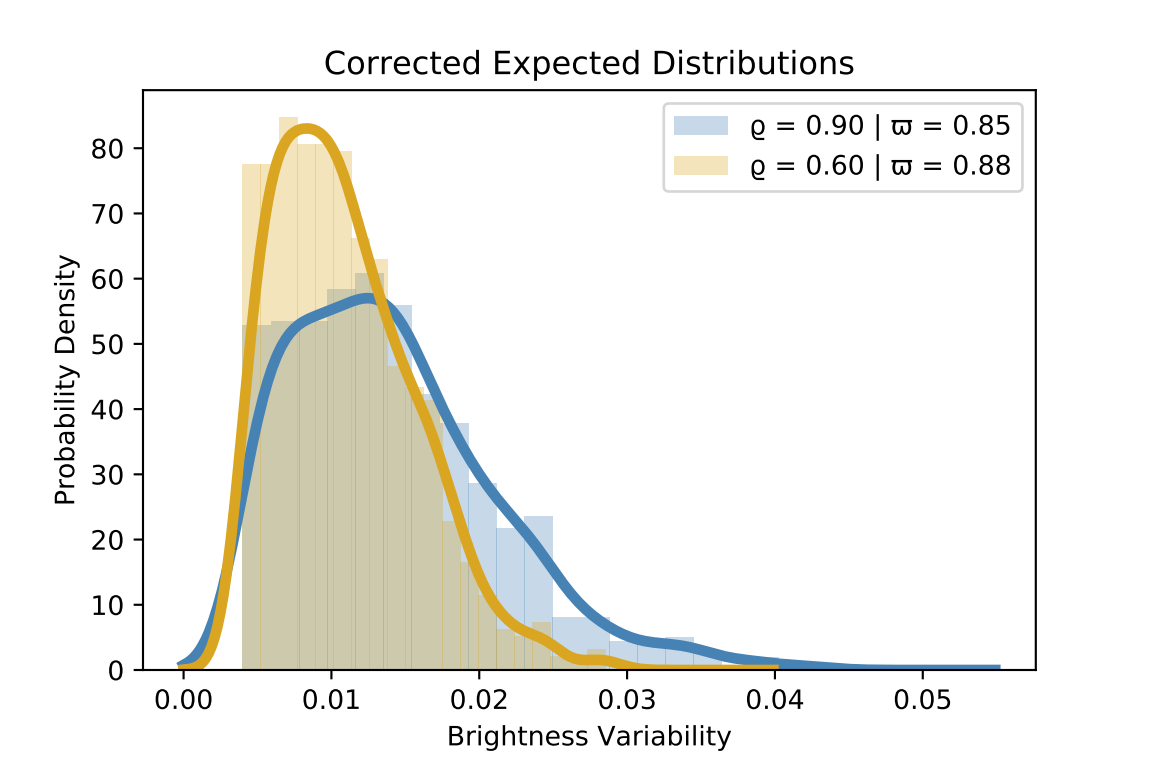 Corrected Expected Distributions
ϱ = 0.90 | ϖ = 0.85
ϱ = 0.60 | ϖ = 0.88
Probability Density
80
70
60
50
40
30
20
10
0
0.00 0.01 0.02 0.03 0.04 0.05
Brightness Variability